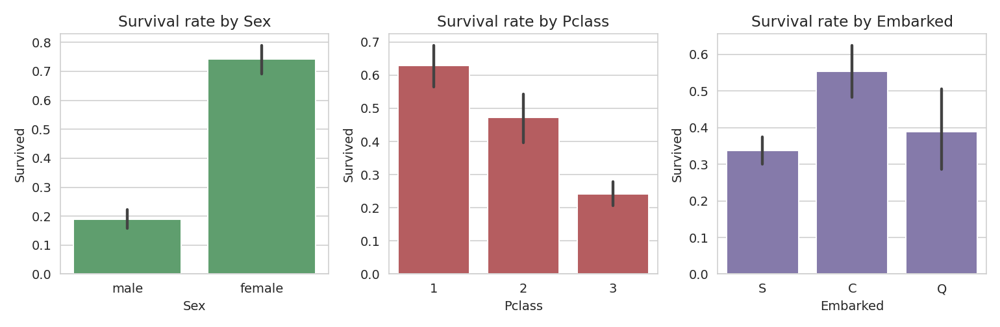 Survival rate by Sex
Survived
0.8
0.7
0.6
0.5
0.4
0.3
0.2
0.1
0.0
male female
Sex
Survival rate by Pclass
Survived
0.7
0.6
0.5
0.4
0.3
0.2
0.1
0.0
1 2 3
Pclass
Survival rate by Embarked
Survived
0.6
0.5
0.4
0.3
0.2
0.1
0.0
S C Q
Embarked